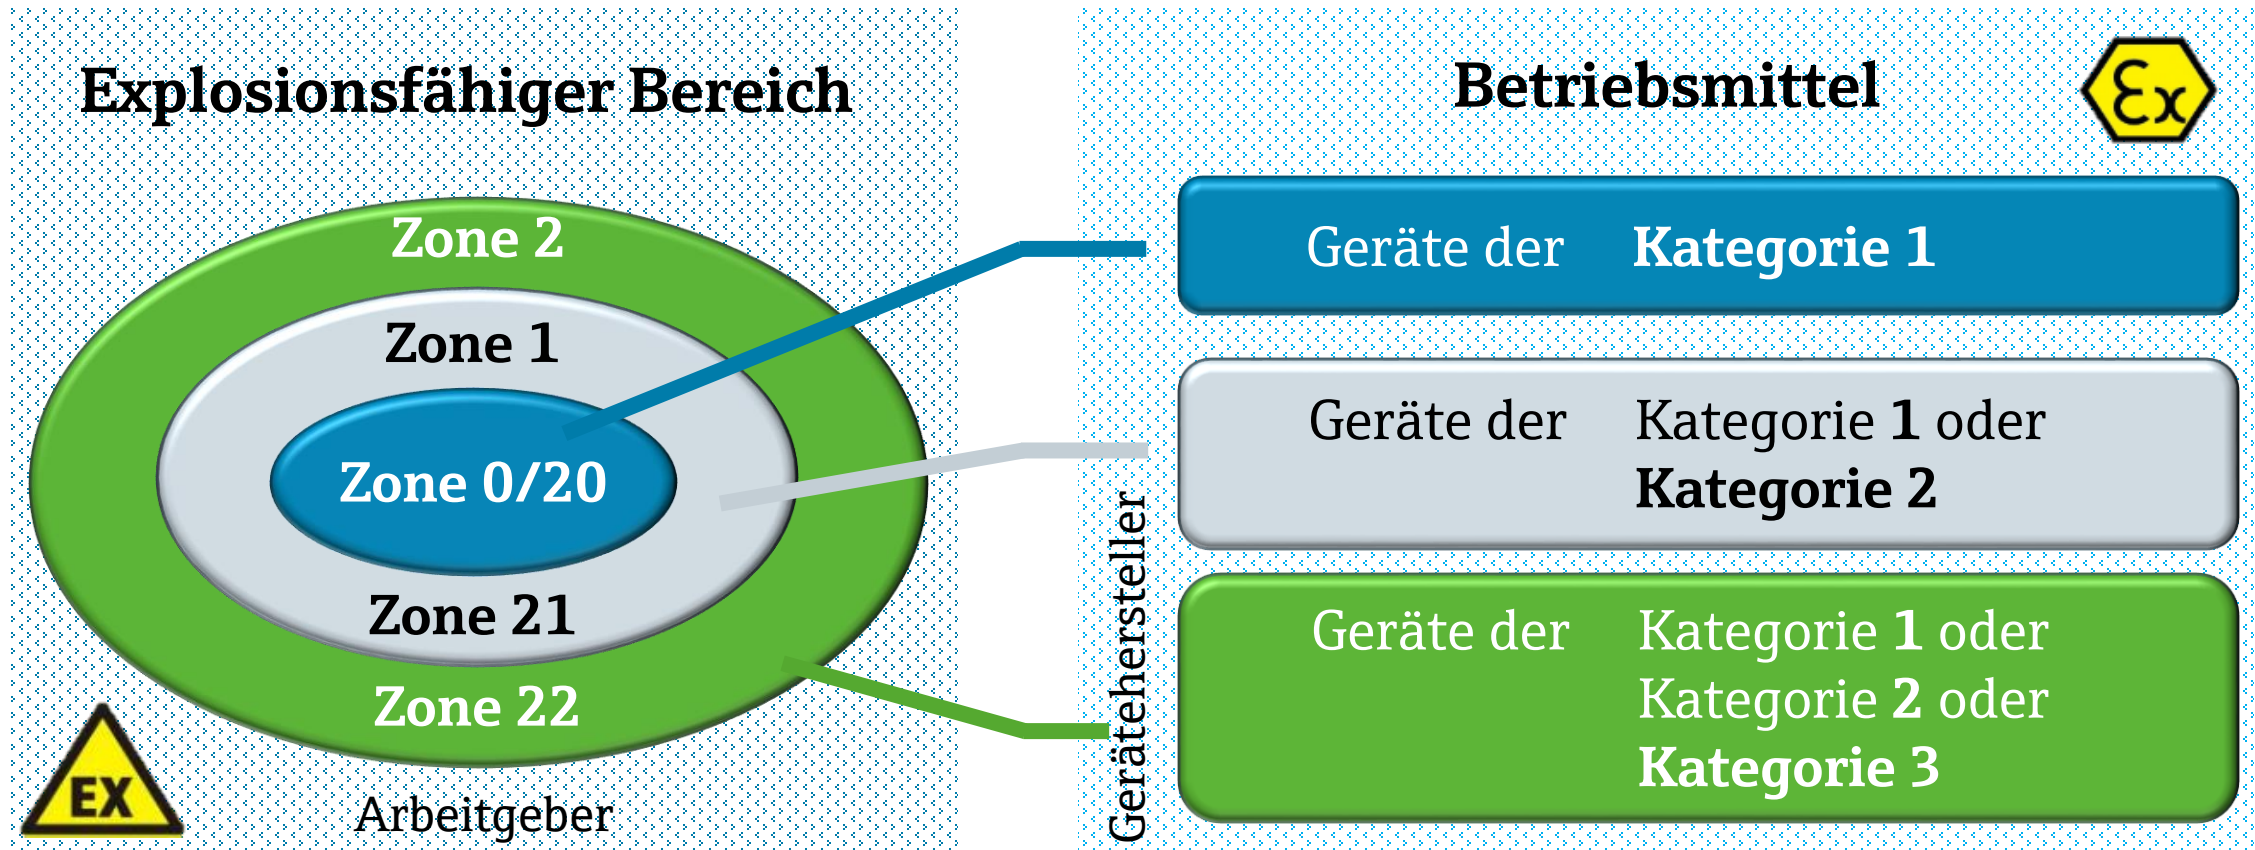 Explosionsfähiger Bereich
Zone 2
Zone 1
Zone 0/20
Zone 21
Zone 22
EX
Arbeitgeber
Betriebsmittel
Ex
Gerätehersteller
Geräte der Kategorie 1
Geräte der Kategorie 1 oder
Kategorie 2
Geräte der Kategorie 1 oder
Kategorie 2 oder
Kategorie 3